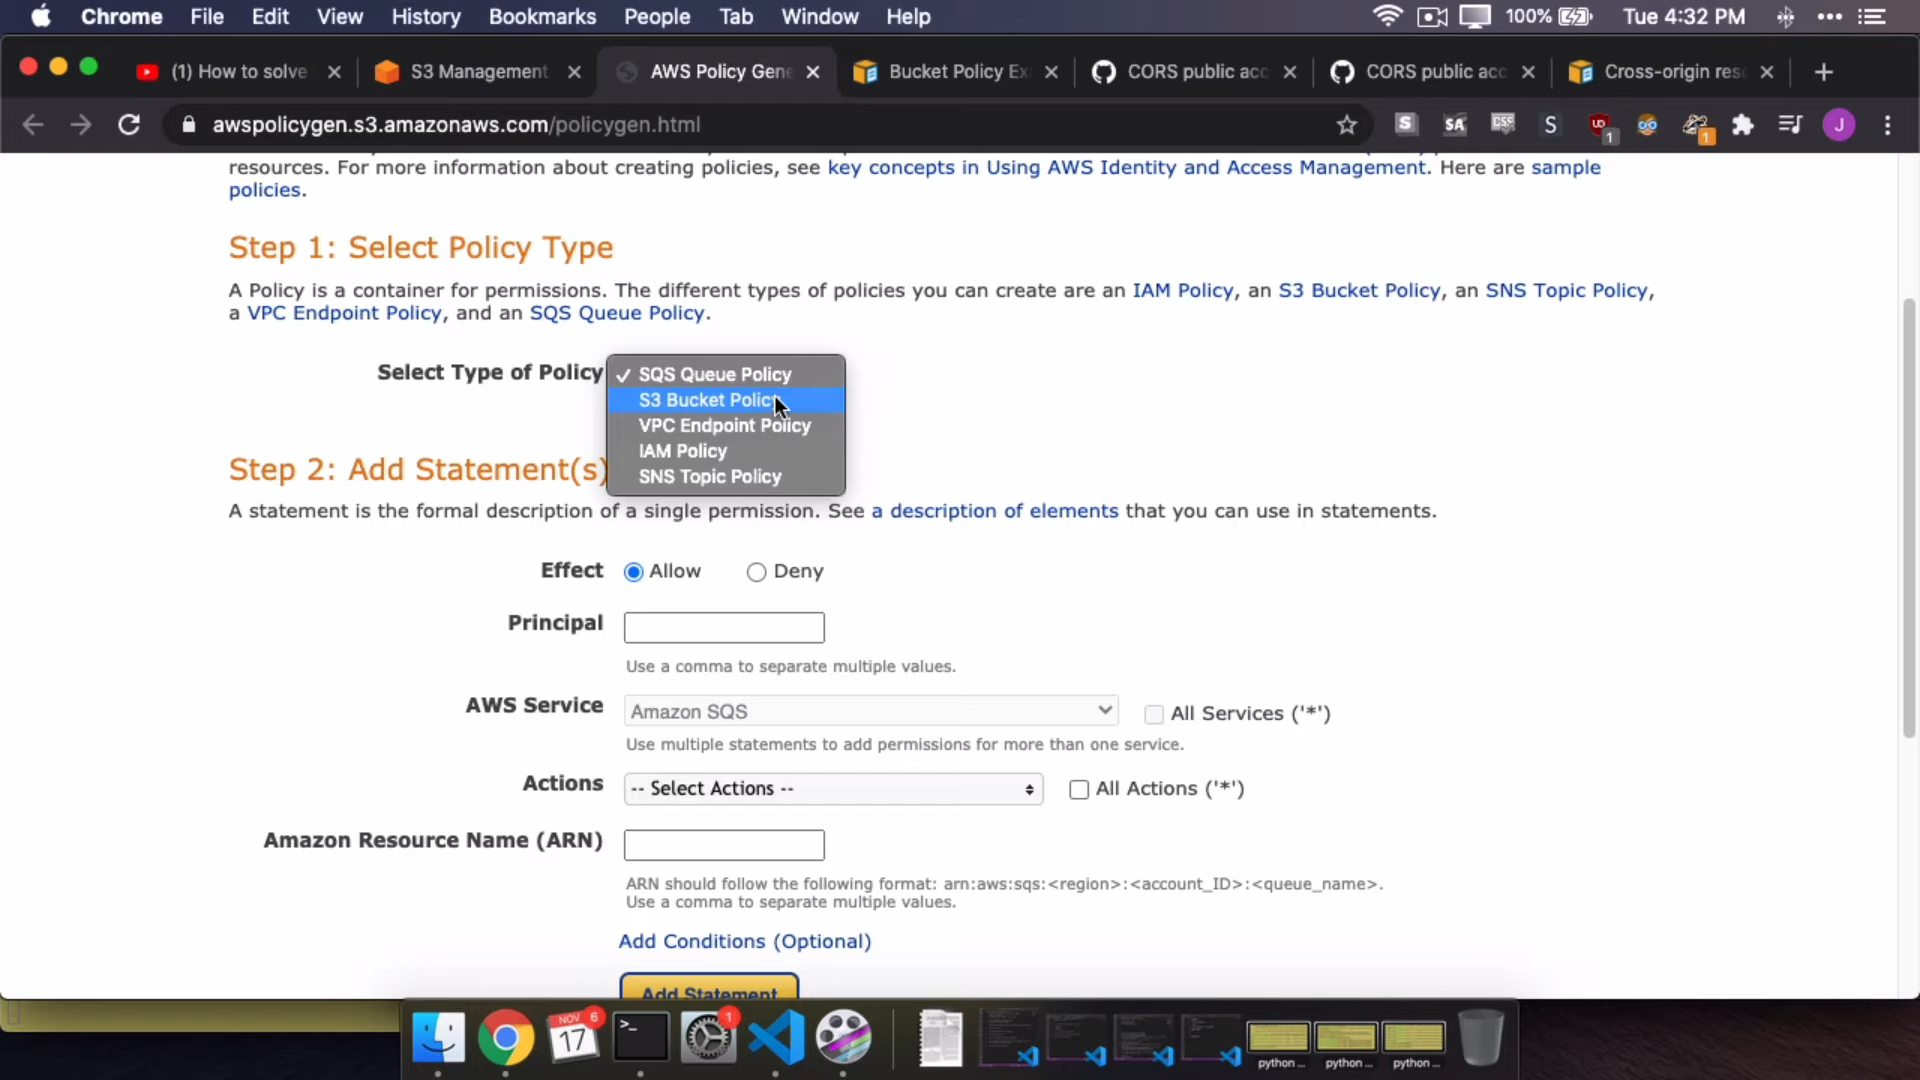 Chrome File Edit View History Bookmarks People Tab Window Help 100% Tue 4:32 PM
(1) How to solve S3 Management AWS Policy Gene Bucket Policy Ex CORS public acc CORS public acc Cross-origin res
awspolicygen.s3.amazonaws.com/policygen.html S SA CSS S UD 1 1 J
resources. For more information about creating policies, see key concepts in Using AWS Identity and Access Management. Here are sample
policies.
Step 1: Select Policy Type
A Policy is a container for permissions. The different types of policies you can create are an IAM Policy, an S3 Bucket Policy, an SNS Topic Policy,
a VPC Endpoint Policy, and an SQS Queue Policy.
Select Type of Policy ✓ SQS Queue Policy
S3 Bucket Policy
VPC Endpoint Policy
IAM Policy
SNS Topic Policy
Step 2: Add Statement(s)
A statement is the formal description of a single permission. See a description of elements that you can use in statements.
Effect Allow Deny
Principal
Use a comma to separate multiple values.
AWS Service Amazon SQS All Services ('*')
Use multiple statements to add permissions for more than one service.
Actions -- Select Actions -- All Actions ('*')
Amazon Resource Name (ARN)
ARN should follow the following format: arn:aws:sqs:<region>:<account_ID>:<queue_name>.
Use a comma to separate multiple values.
Add Conditions (Optional)
Add Statement
NOV 6
17 >_ 1
python ... python ... python ...